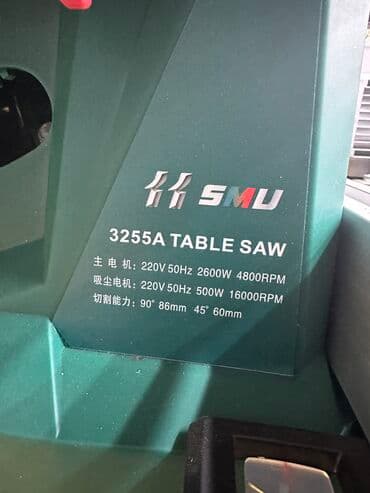 SMU
3255A TABLE SAW
主 电 机：220V 50Hz 2600W 4800RPM
吸尘电机：220V 50Hz 500W 16000RPM
切割能力：90° 86mm 45° 60mm